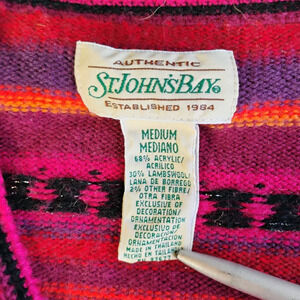 AUTHENTIC
ST. JOHN'S BAY®
ESTABLISHED 1984
MEDIUM
MEDIANO
68% ACRYLIC/
ACRILICO
30% LAMBSWOOL/
LANA DE BORREGO
2% OTHER FIBER/
OTRA FIBRA
EXCLUSIVE OF
DECORATION/
ORNAMENTATION
EXCLUSIVO DE
DECORACION/
ORNAMENTACION
MADE IN THAILAND
HECHO EN TAILANDIA